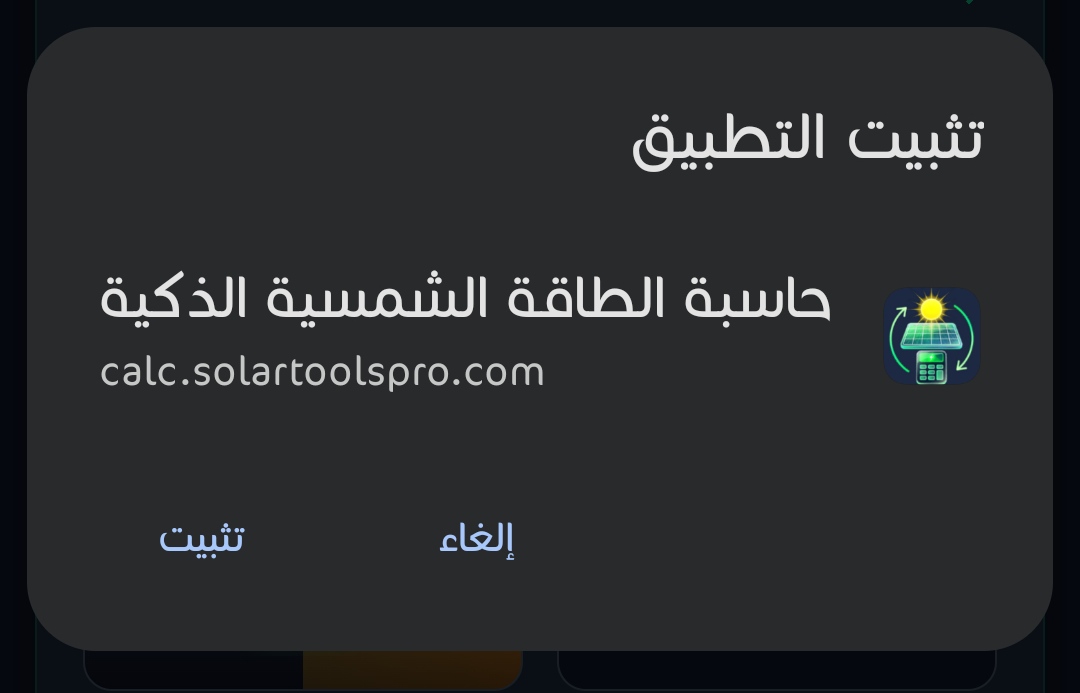 تثبيت التطبيق
حاسبة الطاقة الشمسية الذكية
calc.solartoolspro.com
إلغاء
تثبيت